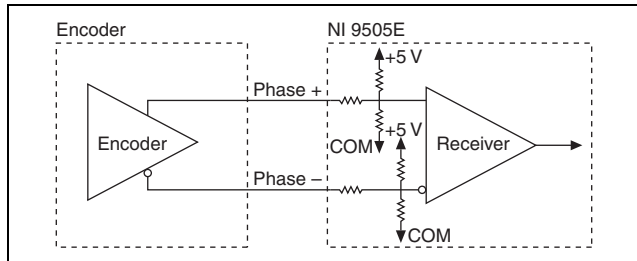 Encoder
NI 9505E
+5 V
Phase +
Encoder
COM
+5 V
Receiver
Phase –
COM